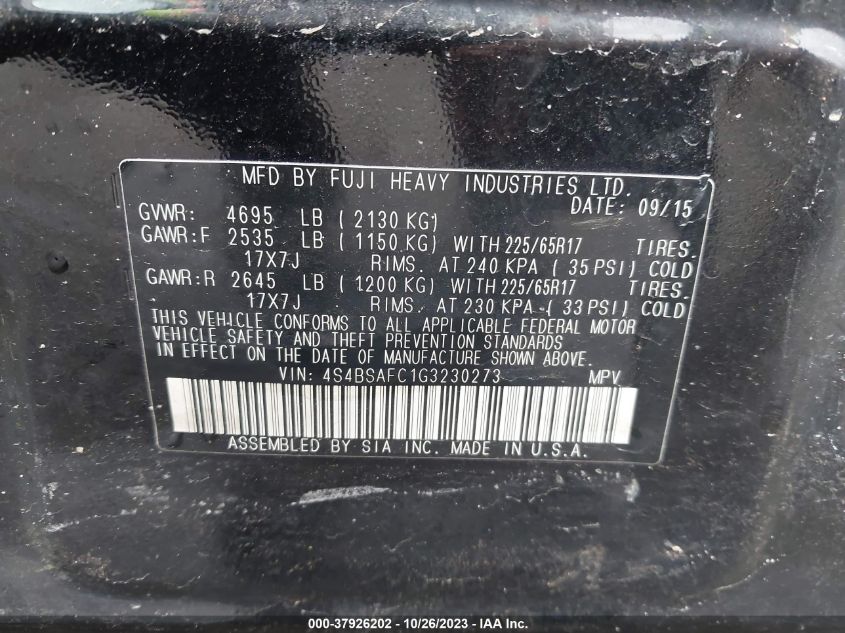 MFD BY FUJI HEAVY INDUSTRIES LTD.
DATE: 09/15
GVWR: 4695 LB ( 2130 KG)
GAWR:F 2535 LB ( 1150 KG) WITH 225/65R17 TIRES.
17X7J RIMS. AT 240 KPA ( 35 PSI) COLD
GAWR:R 2645 LB ( 1200 KG) WITH 225/65R17 TIRES.
17X7J RIMS. AT 230 KPA ( 33 PSI) COLD
THIS VEHICLE CONFORMS TO ALL APPLICABLE FEDERAL MOTOR
VEHICLE SAFETY AND THEFT PREVENTION STANDARDS
IN EFFECT ON THE DATE OF MANUFACTURE SHOWN ABOVE.
VIN: 4S4BSAFC1G3230273 MPV
ASSEMBLED BY SIA INC. MADE IN U.S.A.
000-37926202 - 10/26/2023 - IAA Inc.